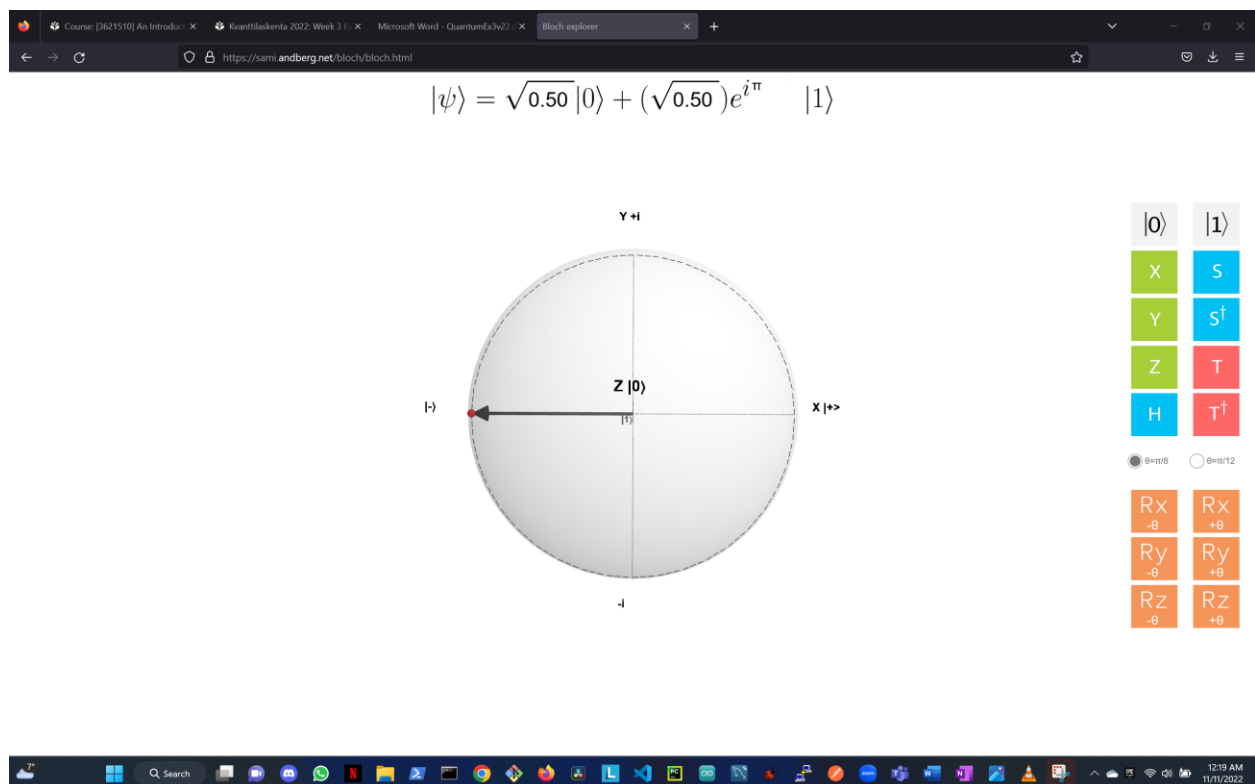 Course: [3621510] An Introduc
Kvanttilaskenta 2022: Week 3 E
Microsoft Word - QuantumEx3v22.
Bloch explorer
https://sami.andberg.net/bloch/bloch.html
|ψ⟩ = √0.50 |0⟩ + (√0.50 )e^{iπ} |1⟩
Y +i
|0⟩ |1⟩
X S
Y S†
Z T
H T†
Z |0⟩
|-⟩
|1⟩
X |+>
θ=π/8 θ=π/12
Rx Rx
-θ +θ
Ry Ry
-θ +θ
Rz Rz
-θ +θ
-i
7°
Search
12:19 AM
11/11/2022